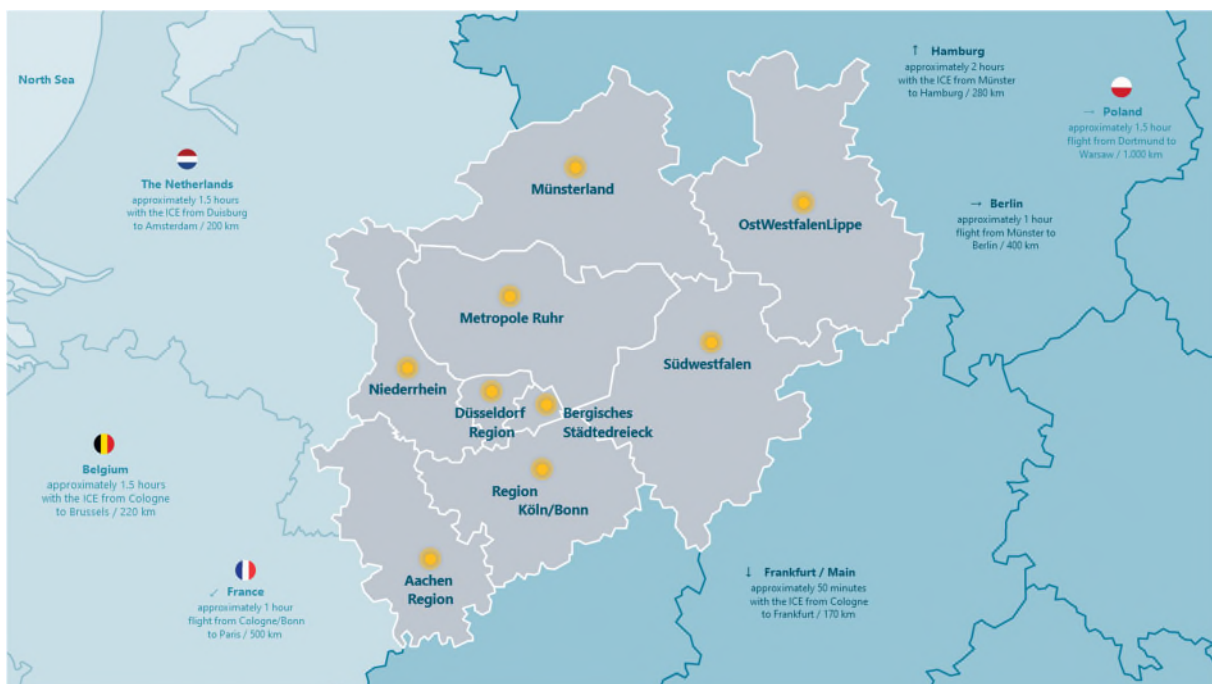 North Sea
The Netherlands
approximately 1.5 hours
with the ICE from Duisburg
to Amsterdam / 200 km
↑ Hamburg
approximately 2 hours
with the ICE from Münster
to Hamburg / 280 km
→ Poland
approximately 1.5 hour
flight from Dortmund to
Warsaw / 1.000 km
→ Berlin
approximately 1 hour
flight from Münster to
Berlin / 400 km
Münsterland
OstWestfalenLippe
Metropole Ruhr
Südwestfalen
Niederrhein
Düsseldorf
Region
Bergisches
Städtedreieck
Belgium
approximately 1.5 hours
with the ICE from Cologne
to Brussels / 220 km
Region
Köln/Bonn
Aachen
Region
↙ France
approximately 1 hour
flight from Cologne/Bonn
to Paris / 500 km
↓ Frankfurt / Main
approximately 50 minutes
with the ICE from Cologne
to Frankfurt / 170 km